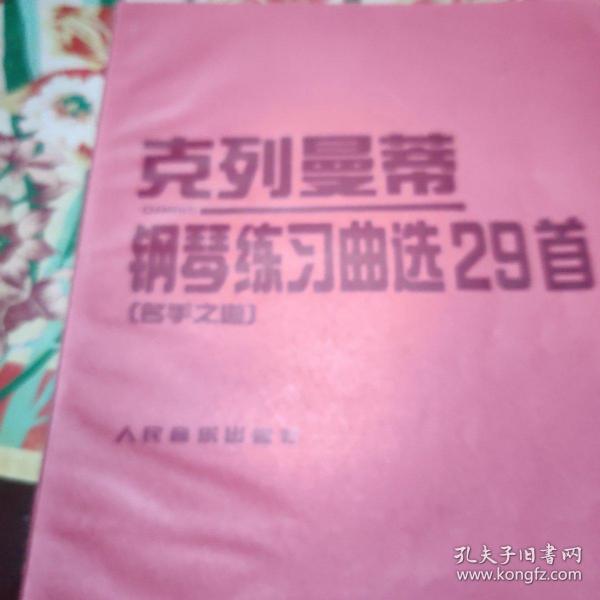 克列曼蒂
钢琴练习曲选29首
(名手之道)
人民音乐出版社
孔夫子旧书网
www.kongfz.com